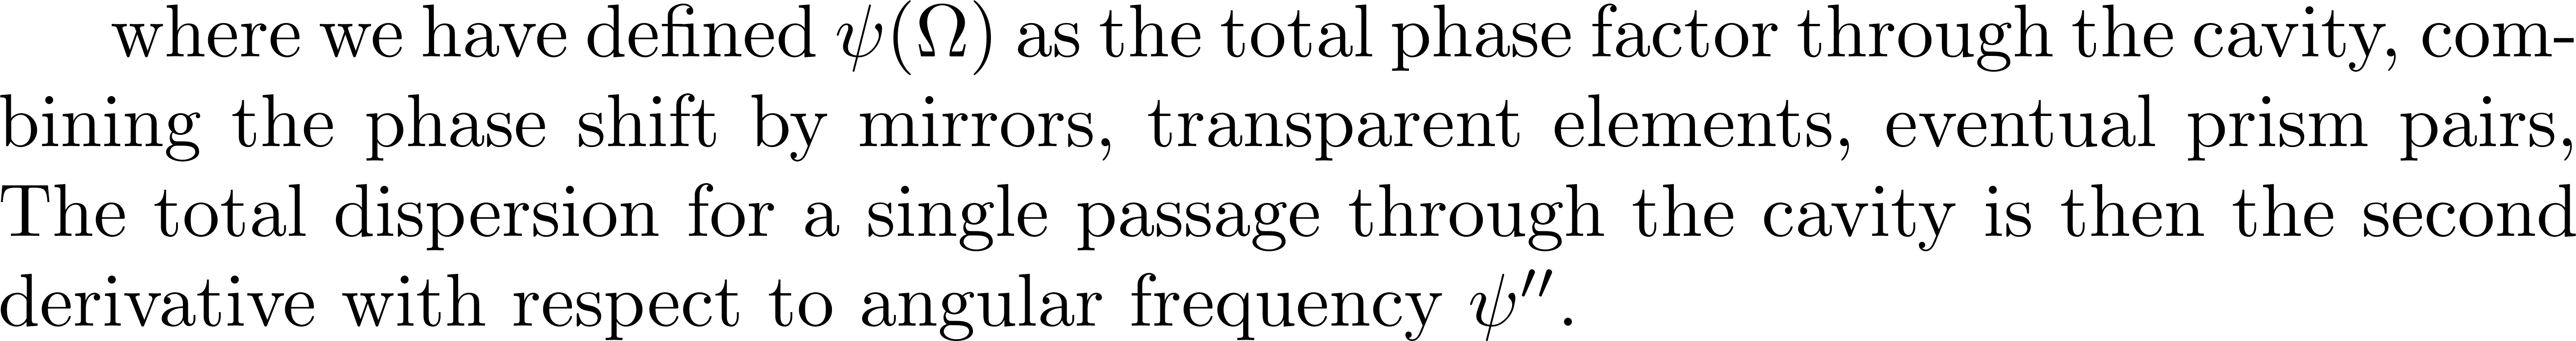 where we have defined ψ(Ω) as the total phase factor through the cavity, com-
bining the phase shift by mirrors, transparent elements, eventual prism pairs,
The total dispersion for a single passage through the cavity is then the second
derivative with respect to angular frequency ψ″.